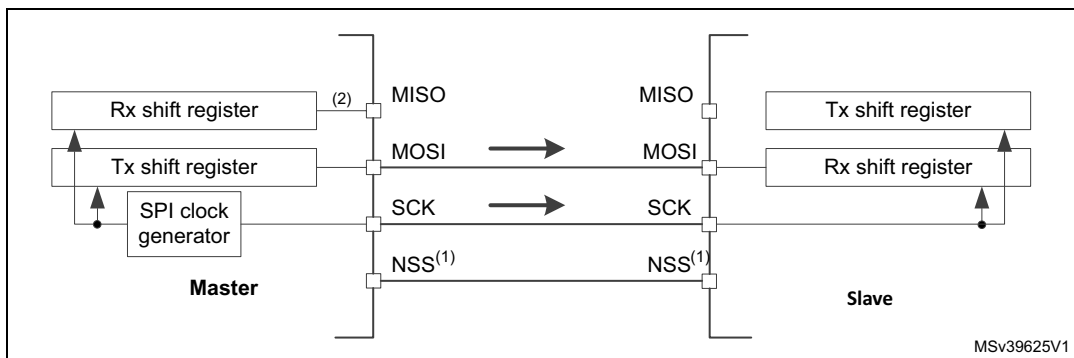 MISO MISO
Rx shift register (2) Tx shift register
MOSI MOSI
Tx shift register Rx shift register
SPI clock generator
SCK SCK
NSS(1) NSS(1)
Master Slave
MSv39625V1